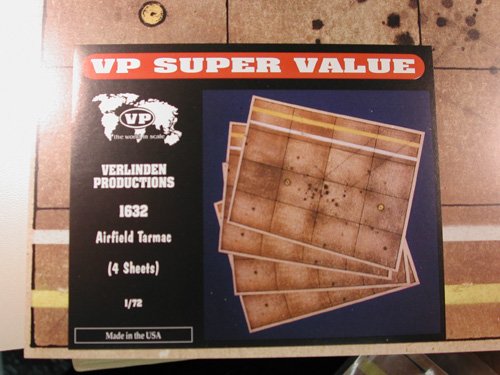 VP SUPER VALUE
VP
the world in scale
VERLINDEN
PRODUCTIONS
1632
Airfield Tarmac
(4 Sheets)
1/72
Made in the USA